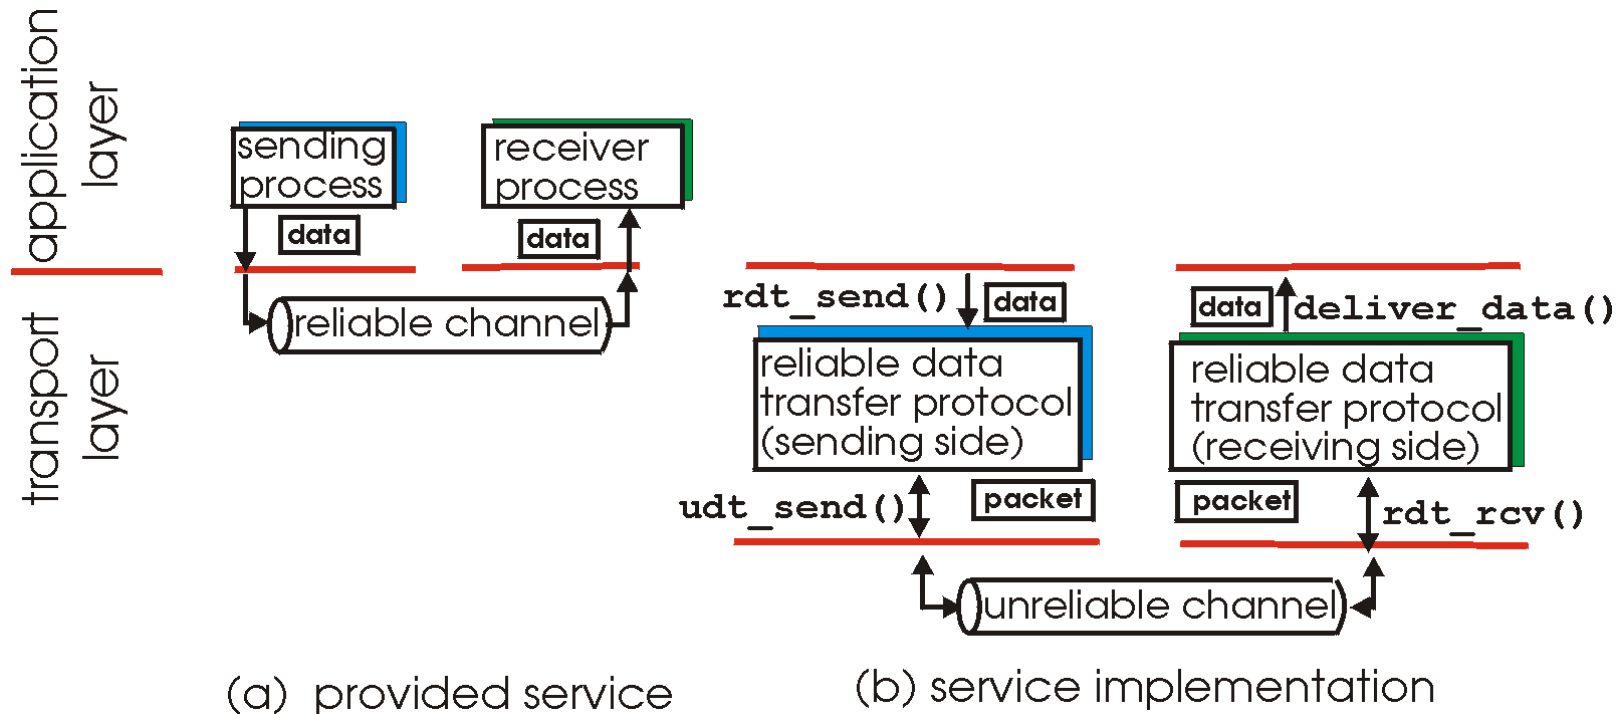 application
layer
transport
layer
sending
process
data
receiver
process
data
reliable channel
(a) provided service
rdt_send()
data
reliable data
transfer protocol
(sending side)
udt_send()
packet
data
deliver_data()
reliable data
transfer protocol
(receiving side)
packet
rdt_rcv()
unreliable channel
(b) service implementation